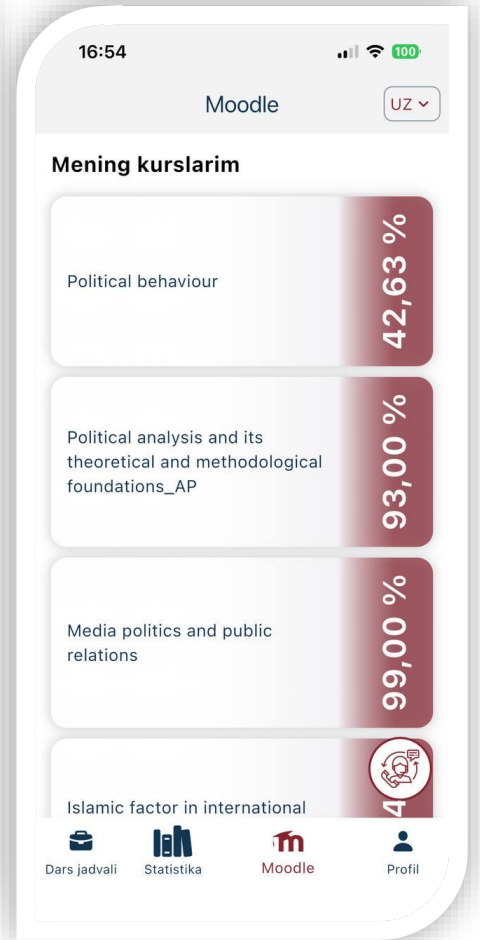 16:54
100
Moodle
UZ
Mening kurslarim
Political behaviour
42,63 %
Political analysis and its
theoretical and methodological
foundations_AP
93,00 %
Media politics and public
relations
99,00 %
Islamic factor in international
4
Dars jadvali
Statistika
Moodle
Profil